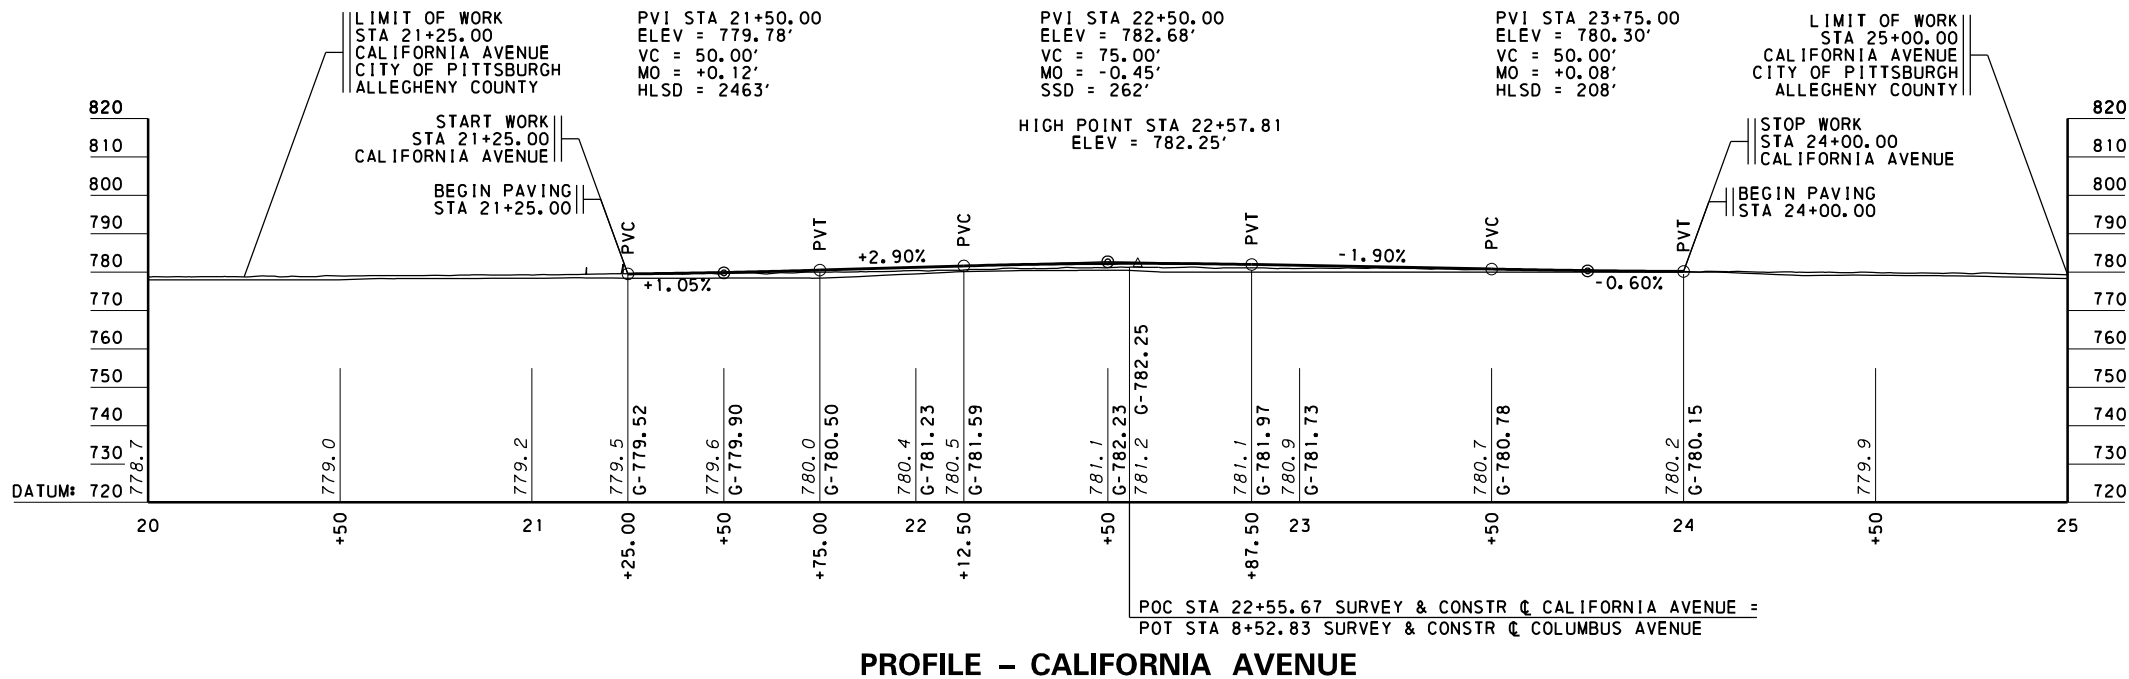 LIMIT OF WORK
STA 21+25.00
CALIFORNIA AVENUE
CITY OF PITTSBURGH
ALLEGHENY COUNTY
PVI STA 21+50.00
ELEV = 779.78'
VC = 50.00'
MO = +0.12'
HLSD = 2463'
PVI STA 22+50.00
ELEV = 782.68'
VC = 75.00'
MO = -0.45'
SSD = 262'
HIGH POINT STA 22+57.81
ELEV = 782.25'
PVI STA 23+75.00
ELEV = 780.30'
VC = 50.00'
MO = +0.08'
HLSD = 208'
LIMIT OF WORK
STA 25+00.00
CALIFORNIA AVENUE
CITY OF PITTSBURGH
ALLEGHENY COUNTY
START WORK
STA 21+25.00
CALIFORNIA AVENUE
BEGIN PAVING
STA 21+25.00
STOP WORK
STA 24+00.00
CALIFORNIA AVENUE
BEGIN PAVING
STA 24+00.00
820
810
800
790
780
770
760
750
740
730
DATUM: 720
820
810
800
790
780
770
760
750
740
730
720
PVC
PVT
PVC
PVT
PVC
PVT
+1.05%
+2.90%
-1.90%
-0.60%
778.7
779.0
779.2
779.5
G-779.52
779.6
G-779.90
780.0
G-780.50
780.4
G-781.23
780.5
G-781.59
781.1
G-782.23
781.2
G-782.25
781.1
G-781.97
780.9
G-781.73
780.7
G-780.78
780.2
G-780.15
779.9
20
+50
21
+25.00
+50
+75.00
22
+12.50
+50
+87.50
23
+50
24
+50
25
POC STA 22+55.67 SURVEY & CONSTR ℄ CALIFORNIA AVENUE =
POT STA 8+52.83 SURVEY & CONSTR ℄ COLUMBUS AVENUE
PROFILE – CALIFORNIA AVENUE